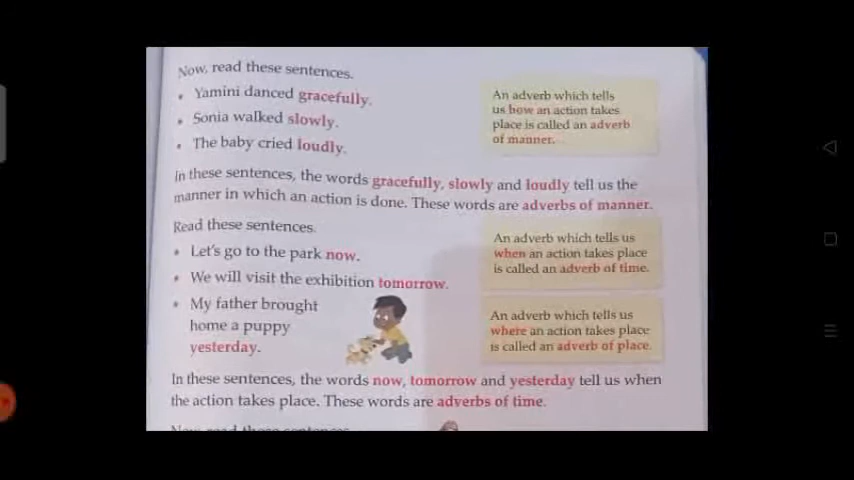 Now, read these sentences.
• Yamini danced gracefully.
• Sonia walked slowly.
• The baby cried loudly.
An adverb which tells
us how an action takes
place is called an adverb
of manner.
In these sentences, the words gracefully, slowly and loudly tell us the
manner in which an action is done. These words are adverbs of manner.
Read these sentences.
• Let's go to the park now.
• We will visit the exhibition tomorrow.
• My father brought
home a puppy
yesterday.
An adverb which tells us
when an action takes place
is called an adverb of time.
An adverb which tells us
where an action takes place
is called an adverb of place.
In these sentences, the words now, tomorrow and yesterday tell us when
the action takes place. These words are adverbs of time.
Now, read these sentences.